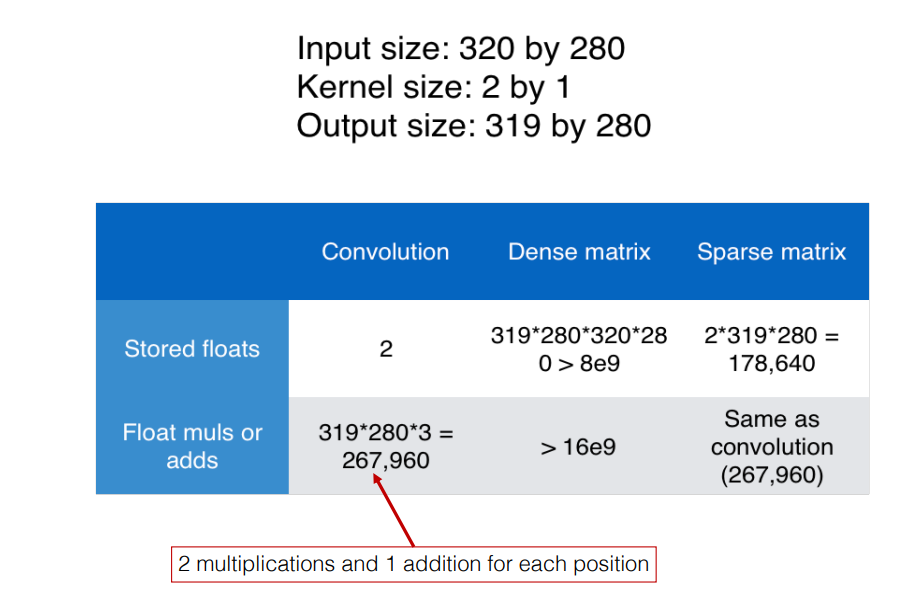 Input size: 320 by 280
Kernel size: 2 by 1
Output size: 319 by 280
Convolution
Dense matrix
Sparse matrix
Stored floats
2
319*280*320*28
0 > 8e9
2*319*280 =
178,640
Float muls or
adds
319*280*3 =
267,960
> 16e9
Same as
convolution
(267,960)
2 multiplications and 1 addition for each position